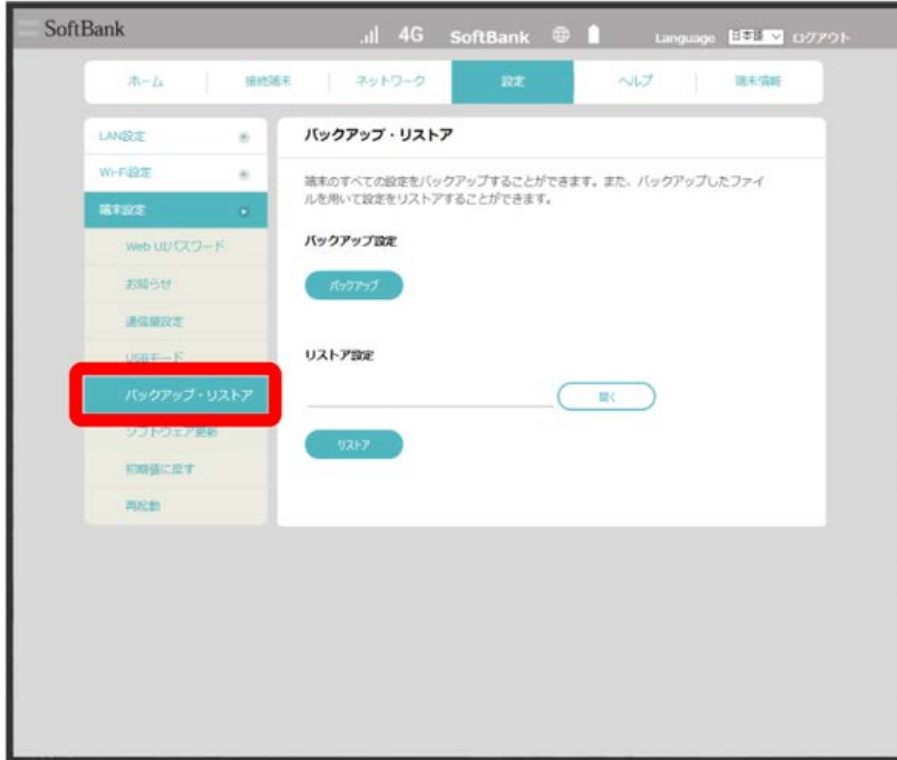 SoftBank
4G SoftBank Language 日本語 ログアウト
ホーム 接続端末 ネットワーク 設定 ヘルプ 端末情報
LAN設定
Wi-Fi設定
端末設定
Web UIパスワード
お知らせ
通信量設定
USBモード
バックアップ・リストア
ソフトウェア更新
初期値に戻す
再起動
バックアップ・リストア
端末のすべての設定をバックアップすることができます。また、バックアップしたファイ
ルを用いて設定をリストアすることができます。
バックアップ設定
バックアップ
リストア設定
開く
リストア